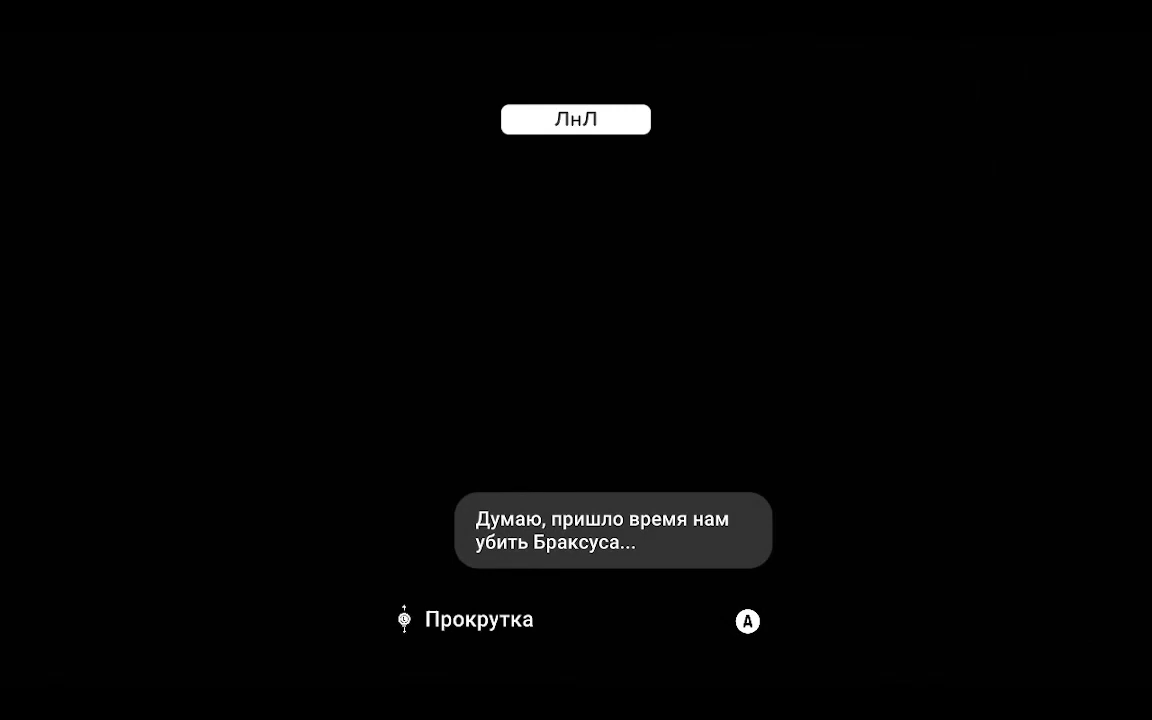 ЛнЛ
Думаю, пришло время нам
убить Браксуса...
Прокрутка
A